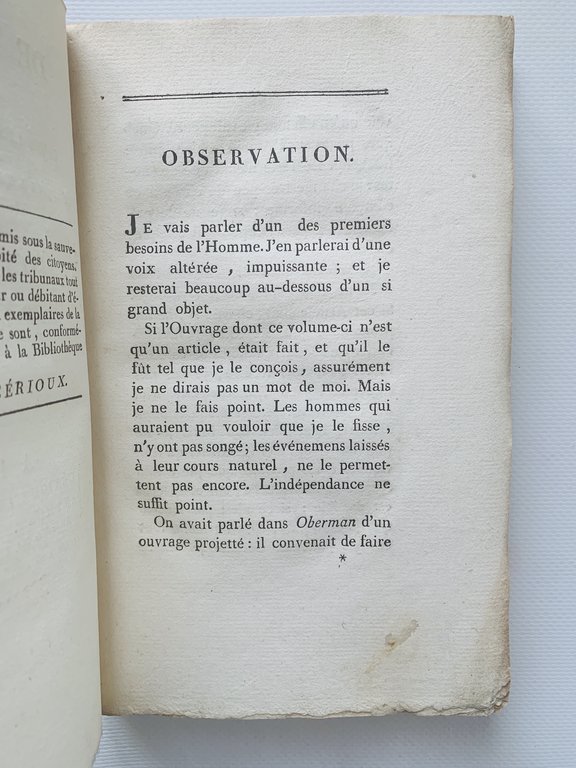 mis sous la sauve-
ité des citoyens.
les tribunaux tout
r ou débitant d'é-
exemplaires de la
e sont, conformé-
à la Bibliothèque
ÉRIOUX.
OBSERVATION.
JE vais parler d'un des premiers
besoins de l'Homme. J'en parlerai d'une
voix altérée, impuissante ; et je
resterai beaucoup au-dessous d'un si
grand objet.
Si l'Ouvrage dont ce volume-ci n'est
qu'un article, était fait, et qu'il le
fût tel que je le conçois, assurément
je ne dirais pas un mot de moi. Mais
je ne le fais point. Les hommes qui
auraient pu vouloir que je le fisse,
n'y ont pas songé ; les événemens laissés
à leur cours naturel, ne le permet-
tent pas encore. L'indépendance ne
suffit point.
On avait parlé dans Oberman d'un
ouvrage projetté : il convenait de faire
*